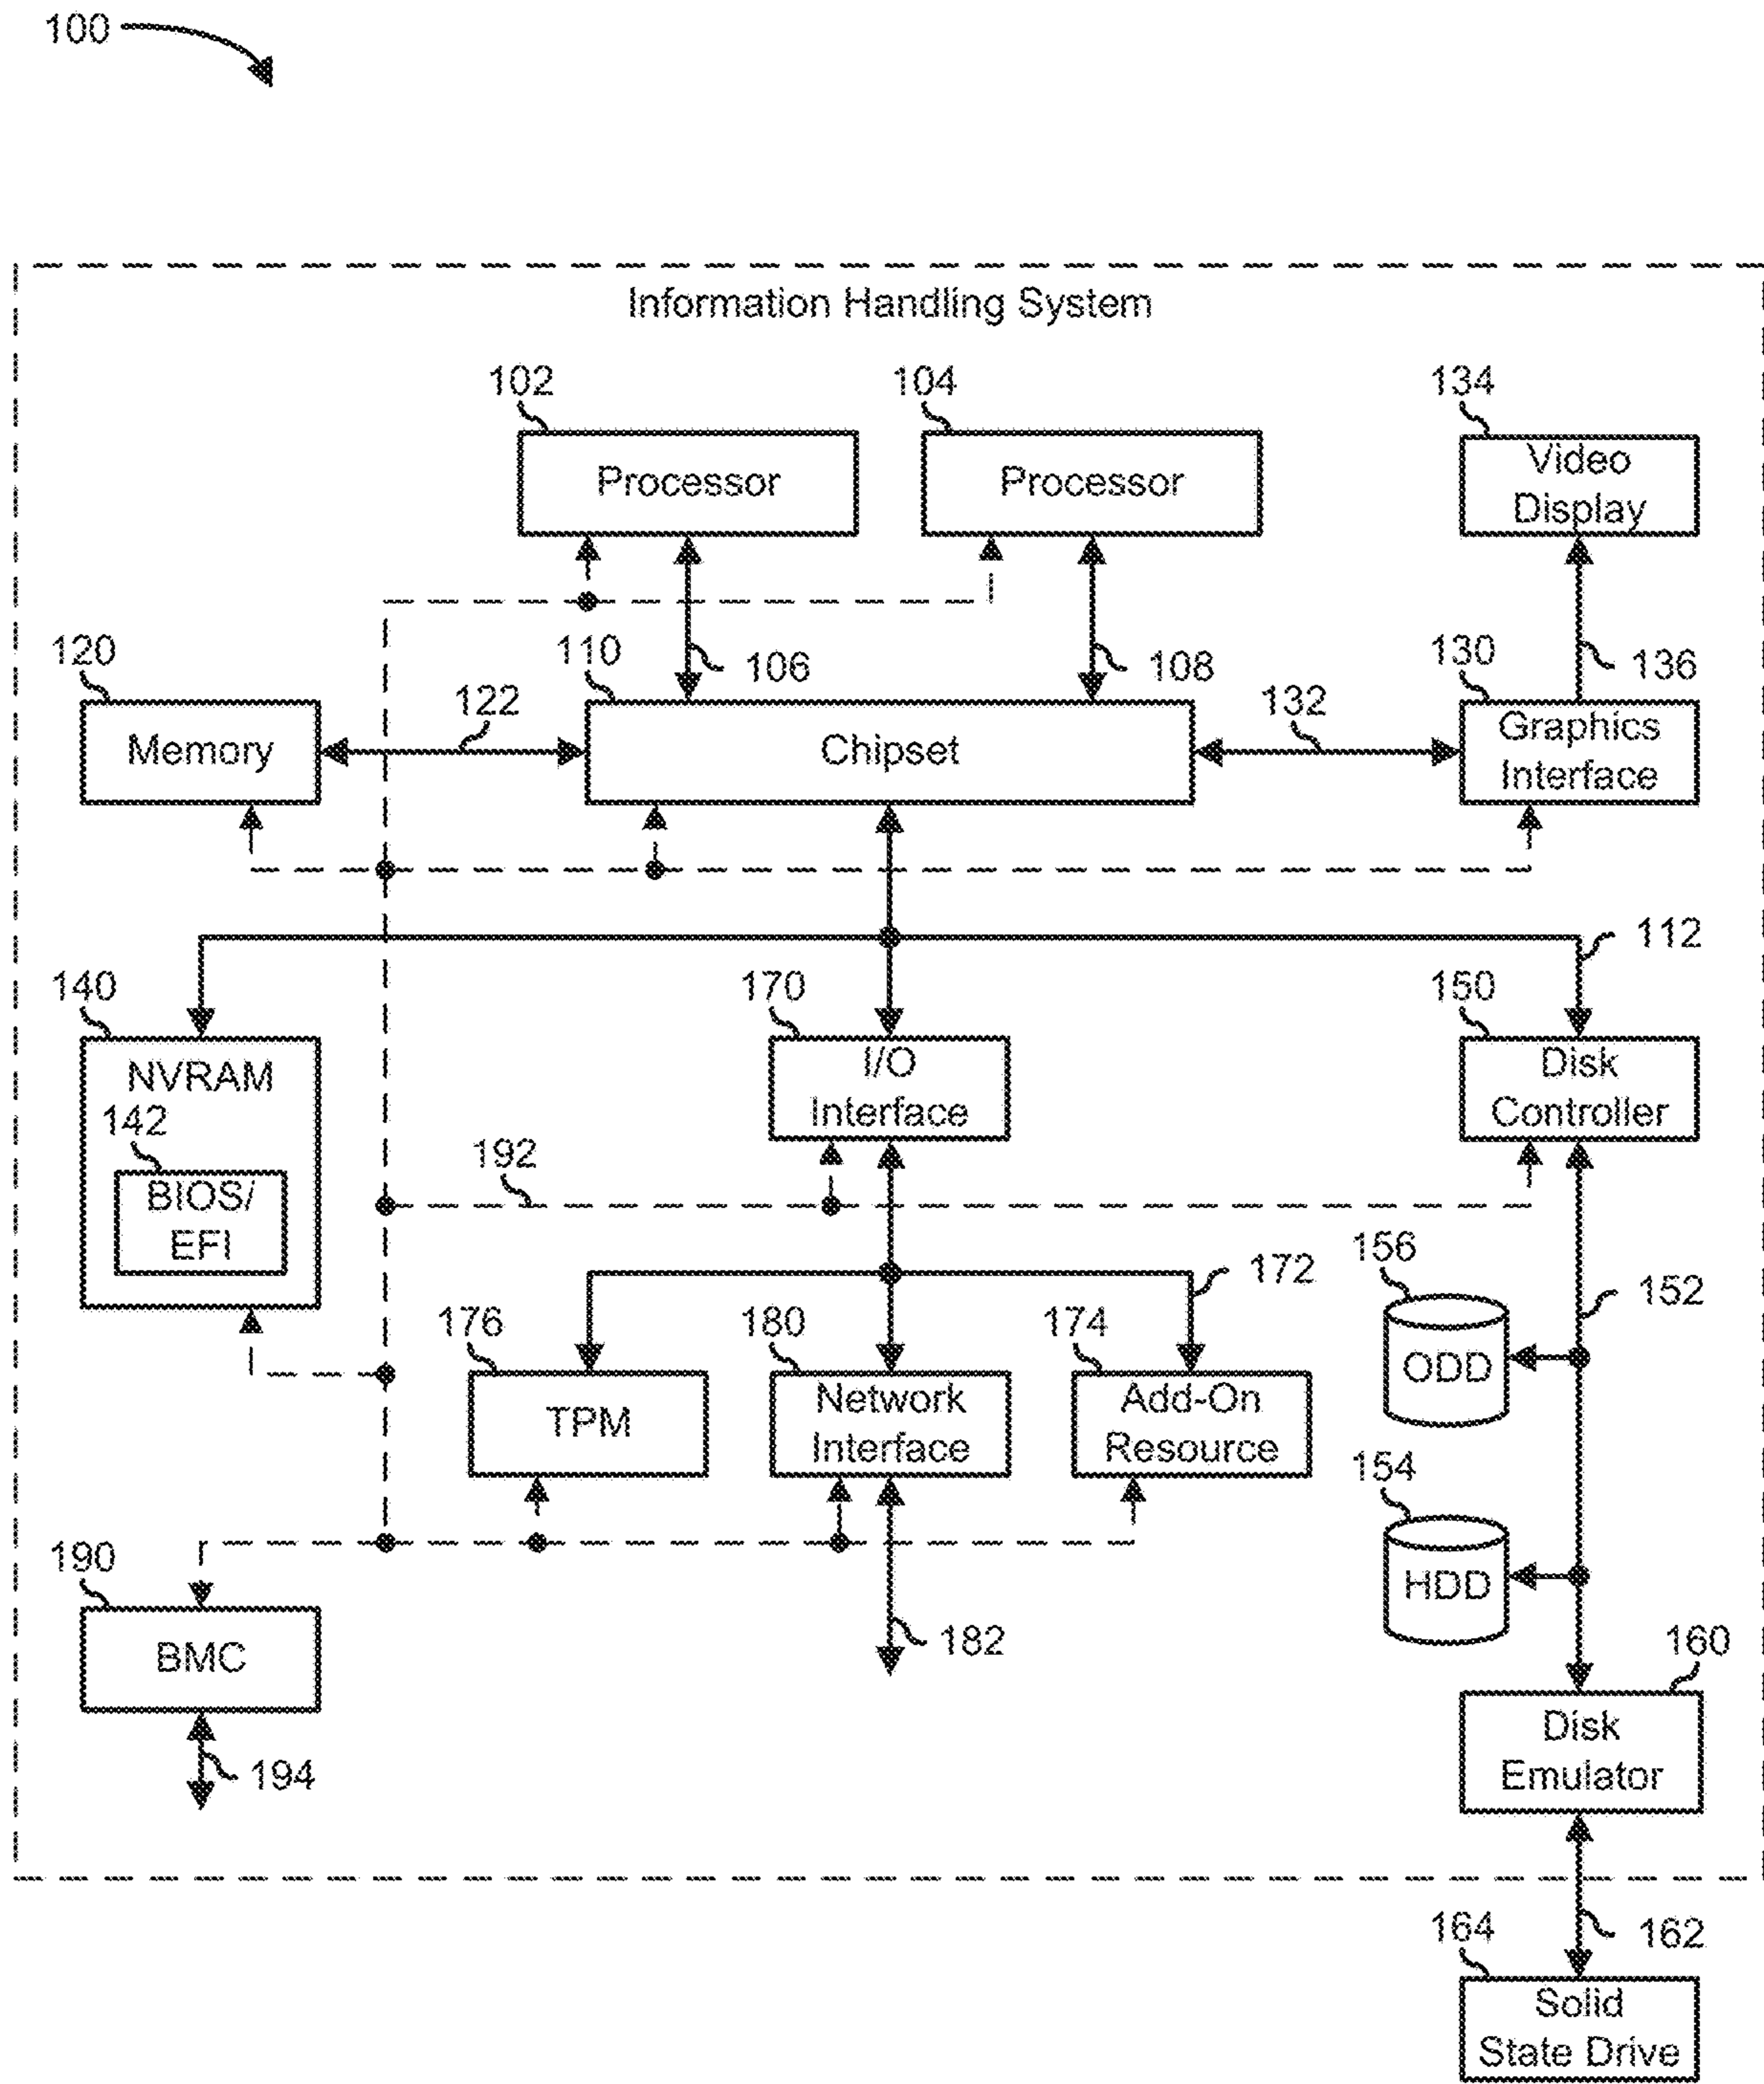 100
Information Handling System
102
104
134
Processor
Processor
Video
Display
120
110
106
108
130
136
122
132
Memory
Chipset
Graphics
Interface
112
140
170
150
NVRAM
I/O
Interface
Disk
Controller
142
BIOS/
EFI
192
156
172
152
176
180
174
ODD
TPM
Network
Interface
Add-On
Resource
154
190
HDD
BMC
182
160
194
Disk
Emulator
164
162
Solid
State Drive